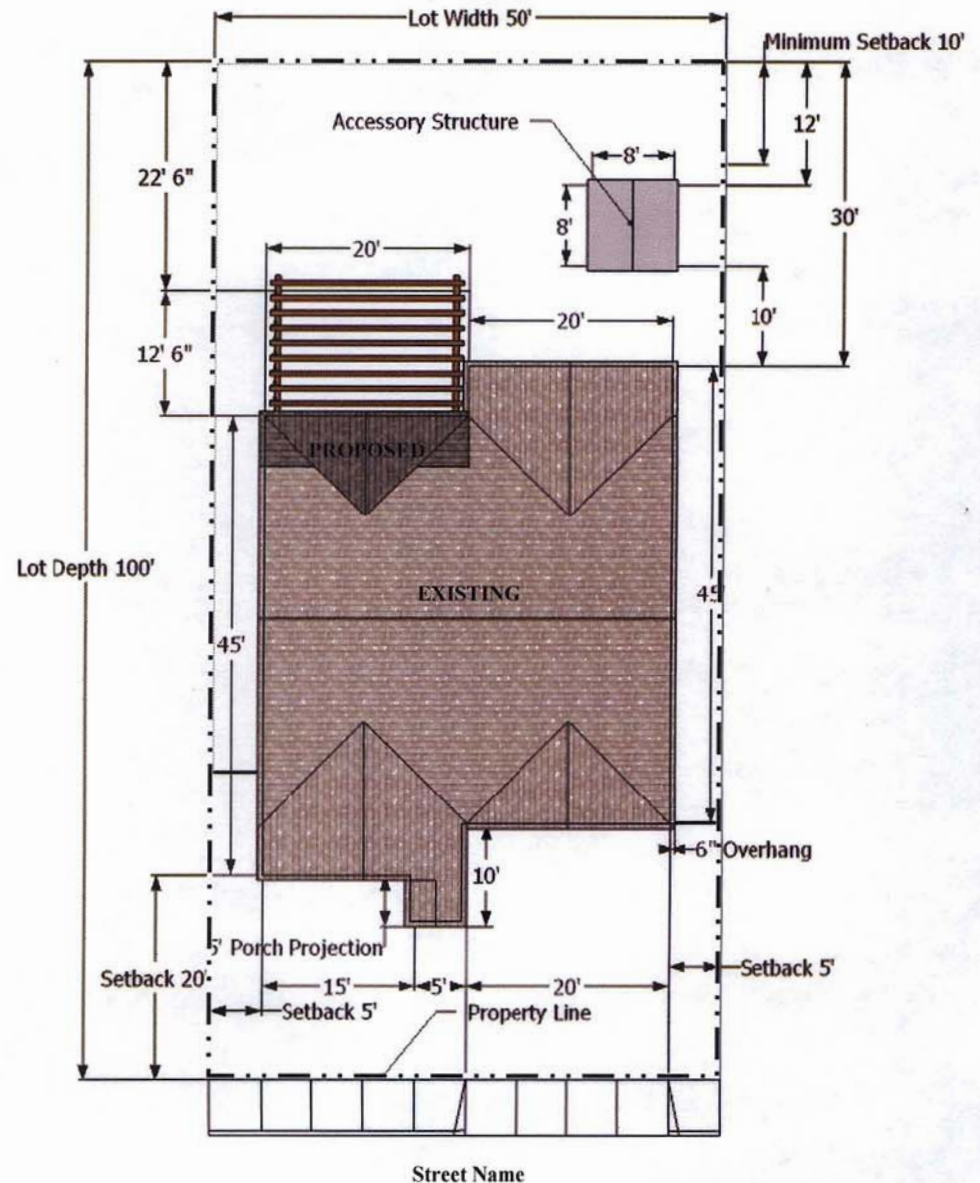 Lot Width 50'
Minimum Setback 10'
12'
Accessory Structure
8'
22' 6"
30'
8'
20'
10'
20'
12' 6"
PROPOSED
Lot Depth 100'
EXISTING
45'
45'
6" Overhang
10'
5' Porch Projection
Setback 20'
Setback 5'
15'
5'
20'
Setback 5'
Property Line
Street Name